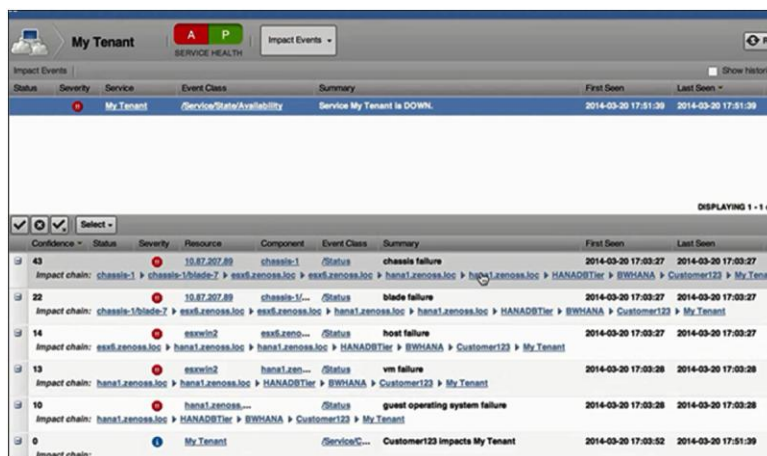 My Tenant
A P
SERVICE HEALTH
Impact Events
R
Impact Events
Show histori
Status Severity Service Event Class Summary First Seen Last Seen
My Tenant /Service/State/Availability Service My Tenant is DOWN. 2014-03-20 17:51:39 2014-03-20 17:51:39
DISPLAYING 1 - 1
Select
Confidence Status Severity Resource Component Event Class Summary First Seen Last Seen
43 10.87.207.89 chassis-1 /Status chassis failure 2014-03-20 17:03:27 2014-03-20 17:03:27
Impact chain: chassis-1 chassis-1/blade-7 esx6.zenoss.loc esx6.zenoss.loc hana1.zenoss.loc hana1.zenoss.loc HANADBTier BWHANA Customer123 My Tena
22 10.87.207.89 chassis-1/... /Status blade failure 2014-03-20 17:03:27 2014-03-20 17:03:27
Impact chain: chassis-1/blade-7 esx6.zenoss.loc esx6.zenoss.loc hana1.zenoss.loc hana1.zenoss.loc HANADBTier BWHANA Customer123 My Tenant
14 esxwin2 esx6.zeno... /Status host failure 2014-03-20 17:03:27 2014-03-20 17:03:27
Impact chain: esx6.zenoss.loc hana1.zenoss.loc hana1.zenoss.loc HANADBTier BWHANA Customer123 My Tenant
13 esxwin2 hana1.zen... /Status vm failure 2014-03-20 17:03:28 2014-03-20 17:03:28
Impact chain: hana1.zenoss.loc hana1.zenoss.loc HANADBTier BWHANA Customer123 My Tenant
10 hana1.zenoss.... /Status guest operating system failure 2014-03-20 17:03:28 2014-03-20 17:03:28
Impact chain: hana1.zenoss.loc HANADBTier BWHANA Customer123 My Tenant
0 My Tenant /Service/C... Customer123 impacts My Tenant 2014-03-20 17:03:52 2014-03-20 17:51:39
Impact chain: